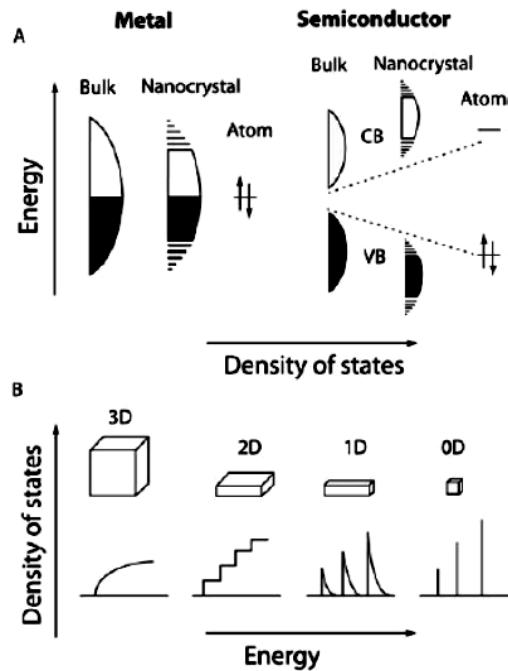 Metal
Semiconductor
A
Bulk
Nanocrystal
Atom
Bulk
Nanocrystal
Atom
CB
VB
Energy
Density of states
B
3D
2D
1D
0D
Density of states
Energy